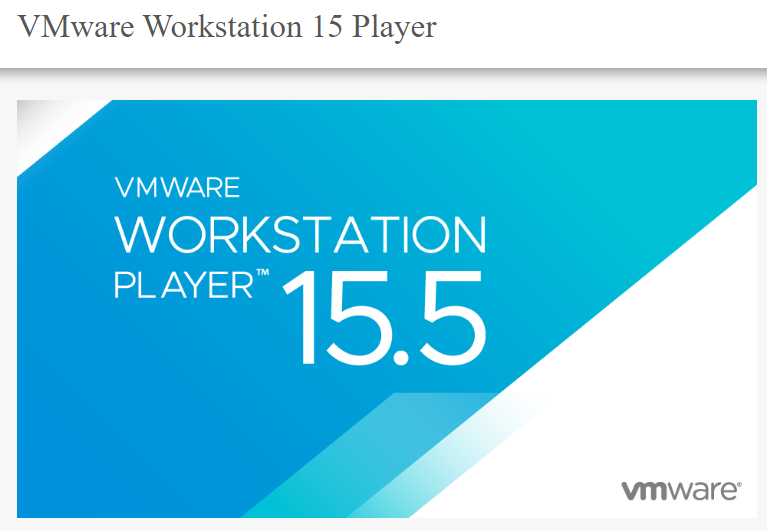 VMware Workstation 15 Player
VMWARE
WORKSTATION
PLAYER™ 15.5
vmware®